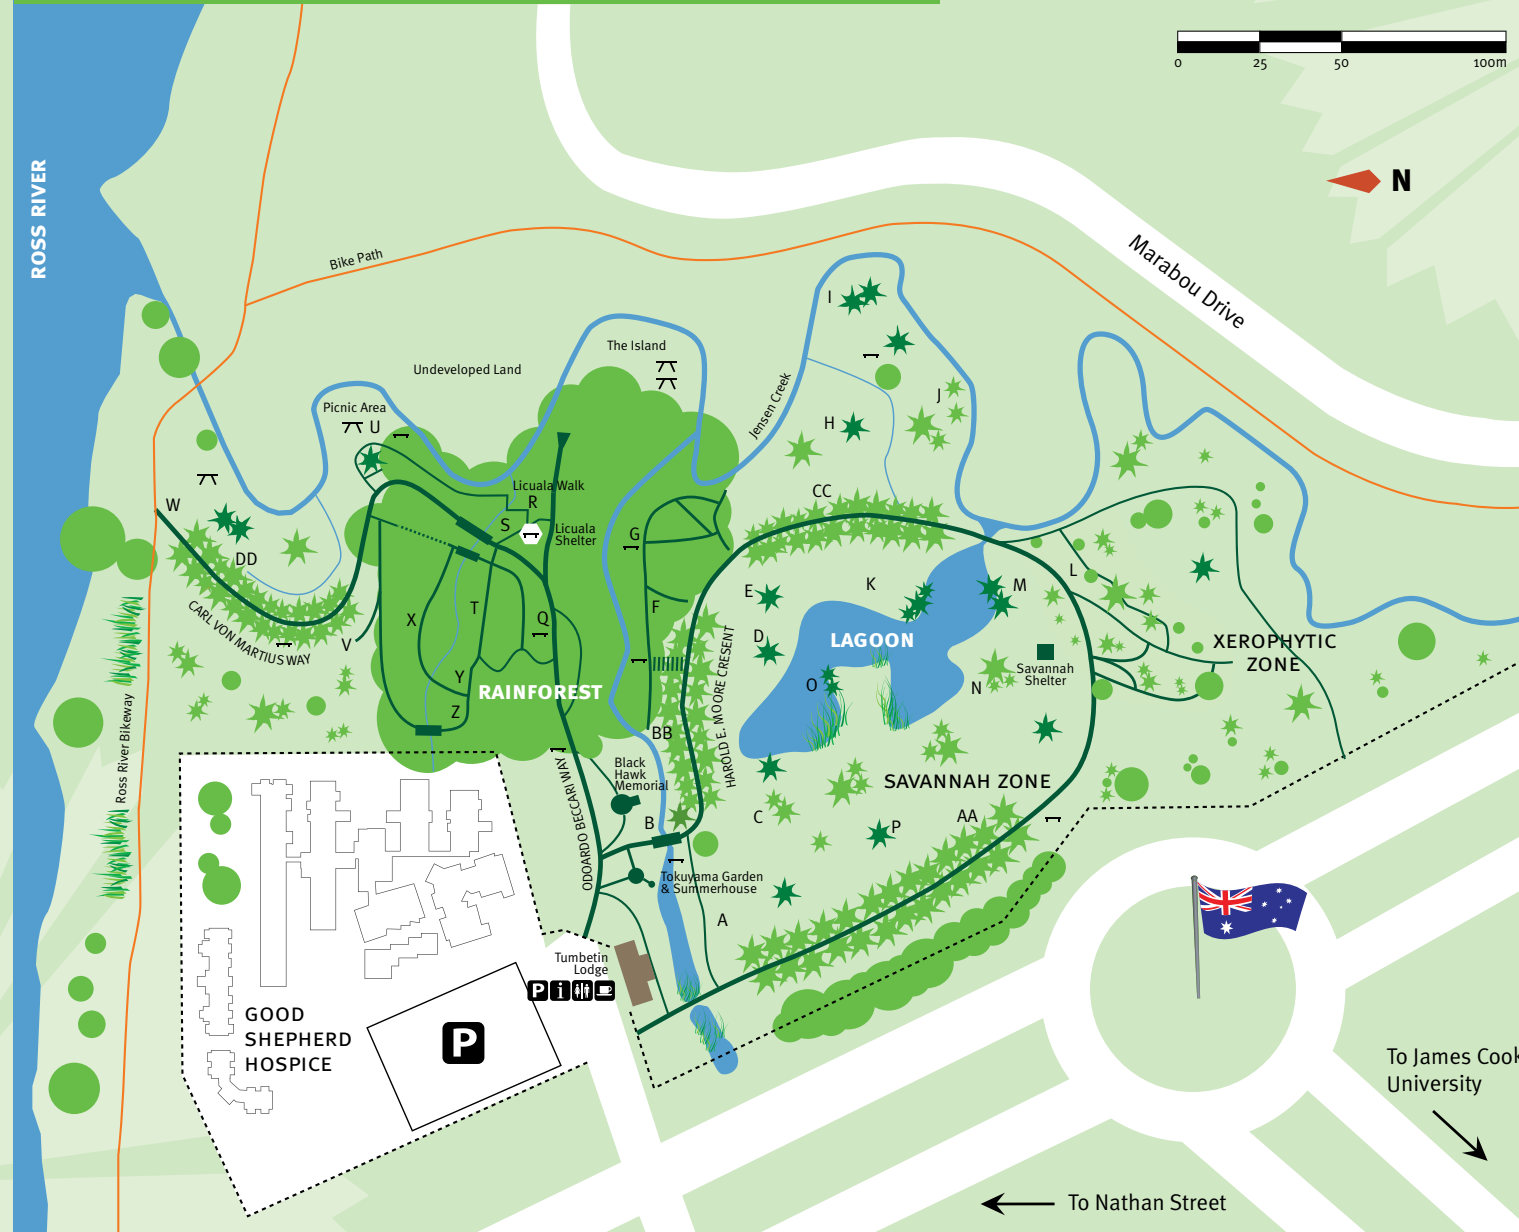 0 25 50 100m
N
ROSS RIVER
Marabou Drive
Bike Path
The Island
Undeveloped Land
Jensen Creek
Picnic Area
U
I
J
H
W
Licuala Walk
R
S
Licuala
Shelter
CC
G
DD
L
CARL VON MARTIUS WAY
E
K
M
X
T
Q
F
V
D
LAGOON
XEROPHYTIC
ZONE
Savannah
Shelter
Y
RAINFOREST
O
N
Z
BB
HAROLD E. MOORE CRESENT
Ross River Bikeway
ODOARDO BECCARI WAY
Black
Hawk
Memorial
SAVANNAH ZONE
C
B
P
AA
Tokuyama Garden
& Summerhouse
A
Tumbetin
Lodge
P i
GOOD
SHEPHERD
HOSPICE
P
To James Cook
University
To Nathan Street